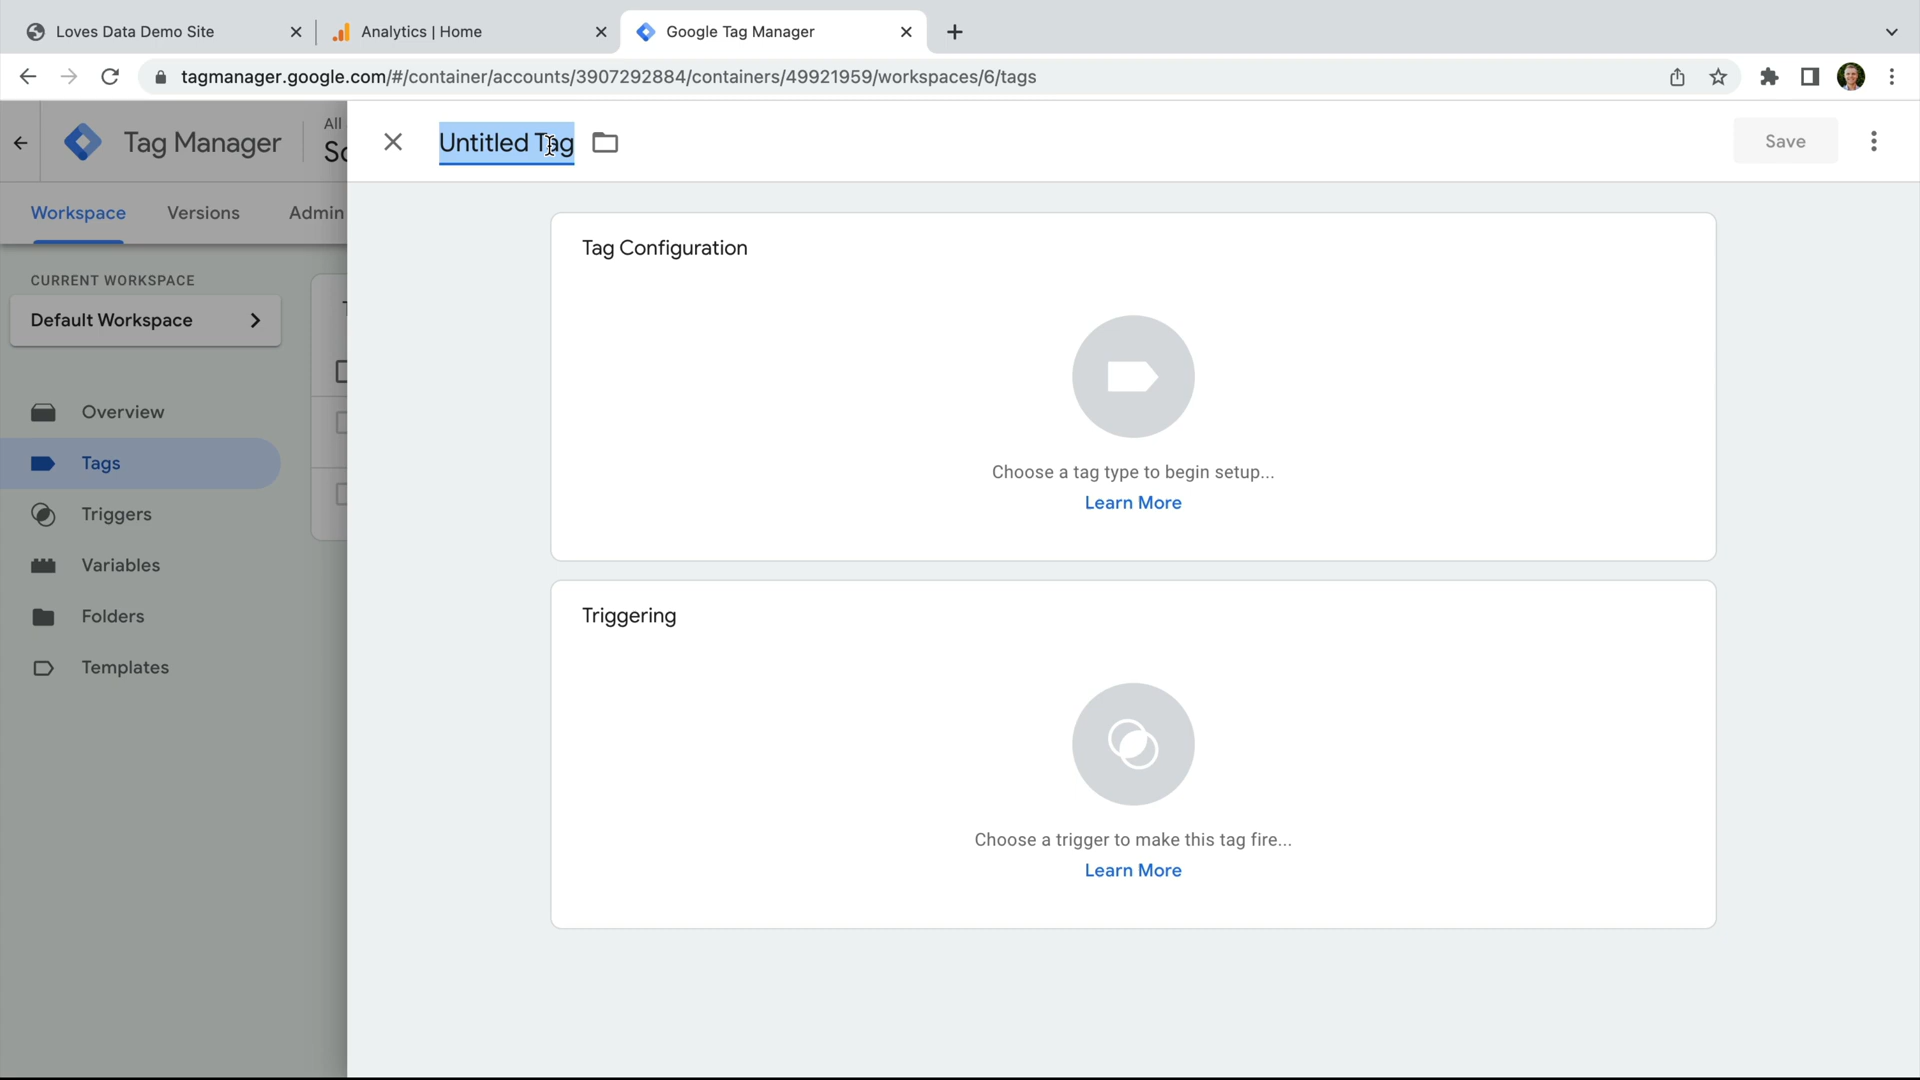 Loves Data Demo Site
Analytics | Home
Google Tag Manager
tagmanager.google.com/#/container/accounts/3907292884/containers/49921959/workspaces/6/tags
Tag Manager
All
Untitled Tag
Save
Workspace
Versions
Admin
CURRENT WORKSPACE
Default Workspace
Overview
Tags
Triggers
Variables
Folders
Templates
Tag Configuration
Choose a tag type to begin setup...
Learn More
Triggering
Choose a trigger to make this tag fire...
Learn More